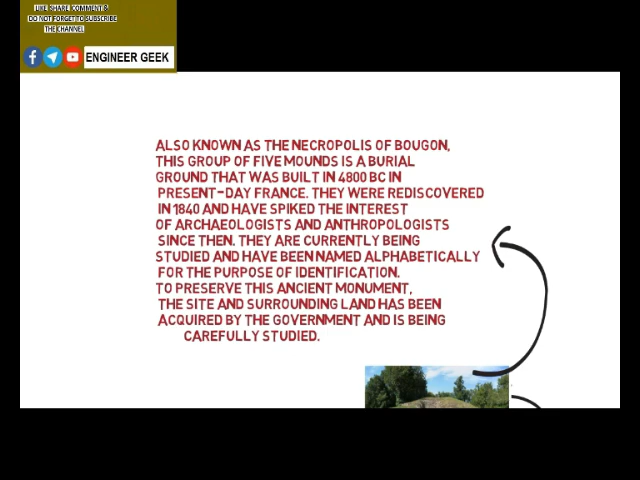 LIKE SHARE COMMENT &
DO NOT FORGET TO SUBSCRIBE
THE CHANNEL
ENGINEER GEEK
ALSO KNOWN AS THE NECROPOLIS OF BOUGON,
THIS GROUP OF FIVE MOUNDS IS A BURIAL
GROUND THAT WAS BUILT IN 4800 BC IN
PRESENT-DAY FRANCE. THEY WERE REDISCOVERED
IN 1840 AND HAVE SPIKED THE INTEREST
OF ARCHAEOLOGISTS AND ANTHROPOLOGISTS
SINCE THEN. THEY ARE CURRENTLY BEING
STUDIED AND HAVE BEEN NAMED ALPHABETICALLY
FOR THE PURPOSE OF IDENTIFICATION.
TO PRESERVE THIS ANCIENT MONUMENT,
THE SITE AND SURROUNDING LAND HAS BEEN
ACQUIRED BY THE GOVERNMENT AND IS BEING
CAREFULLY STUDIED.